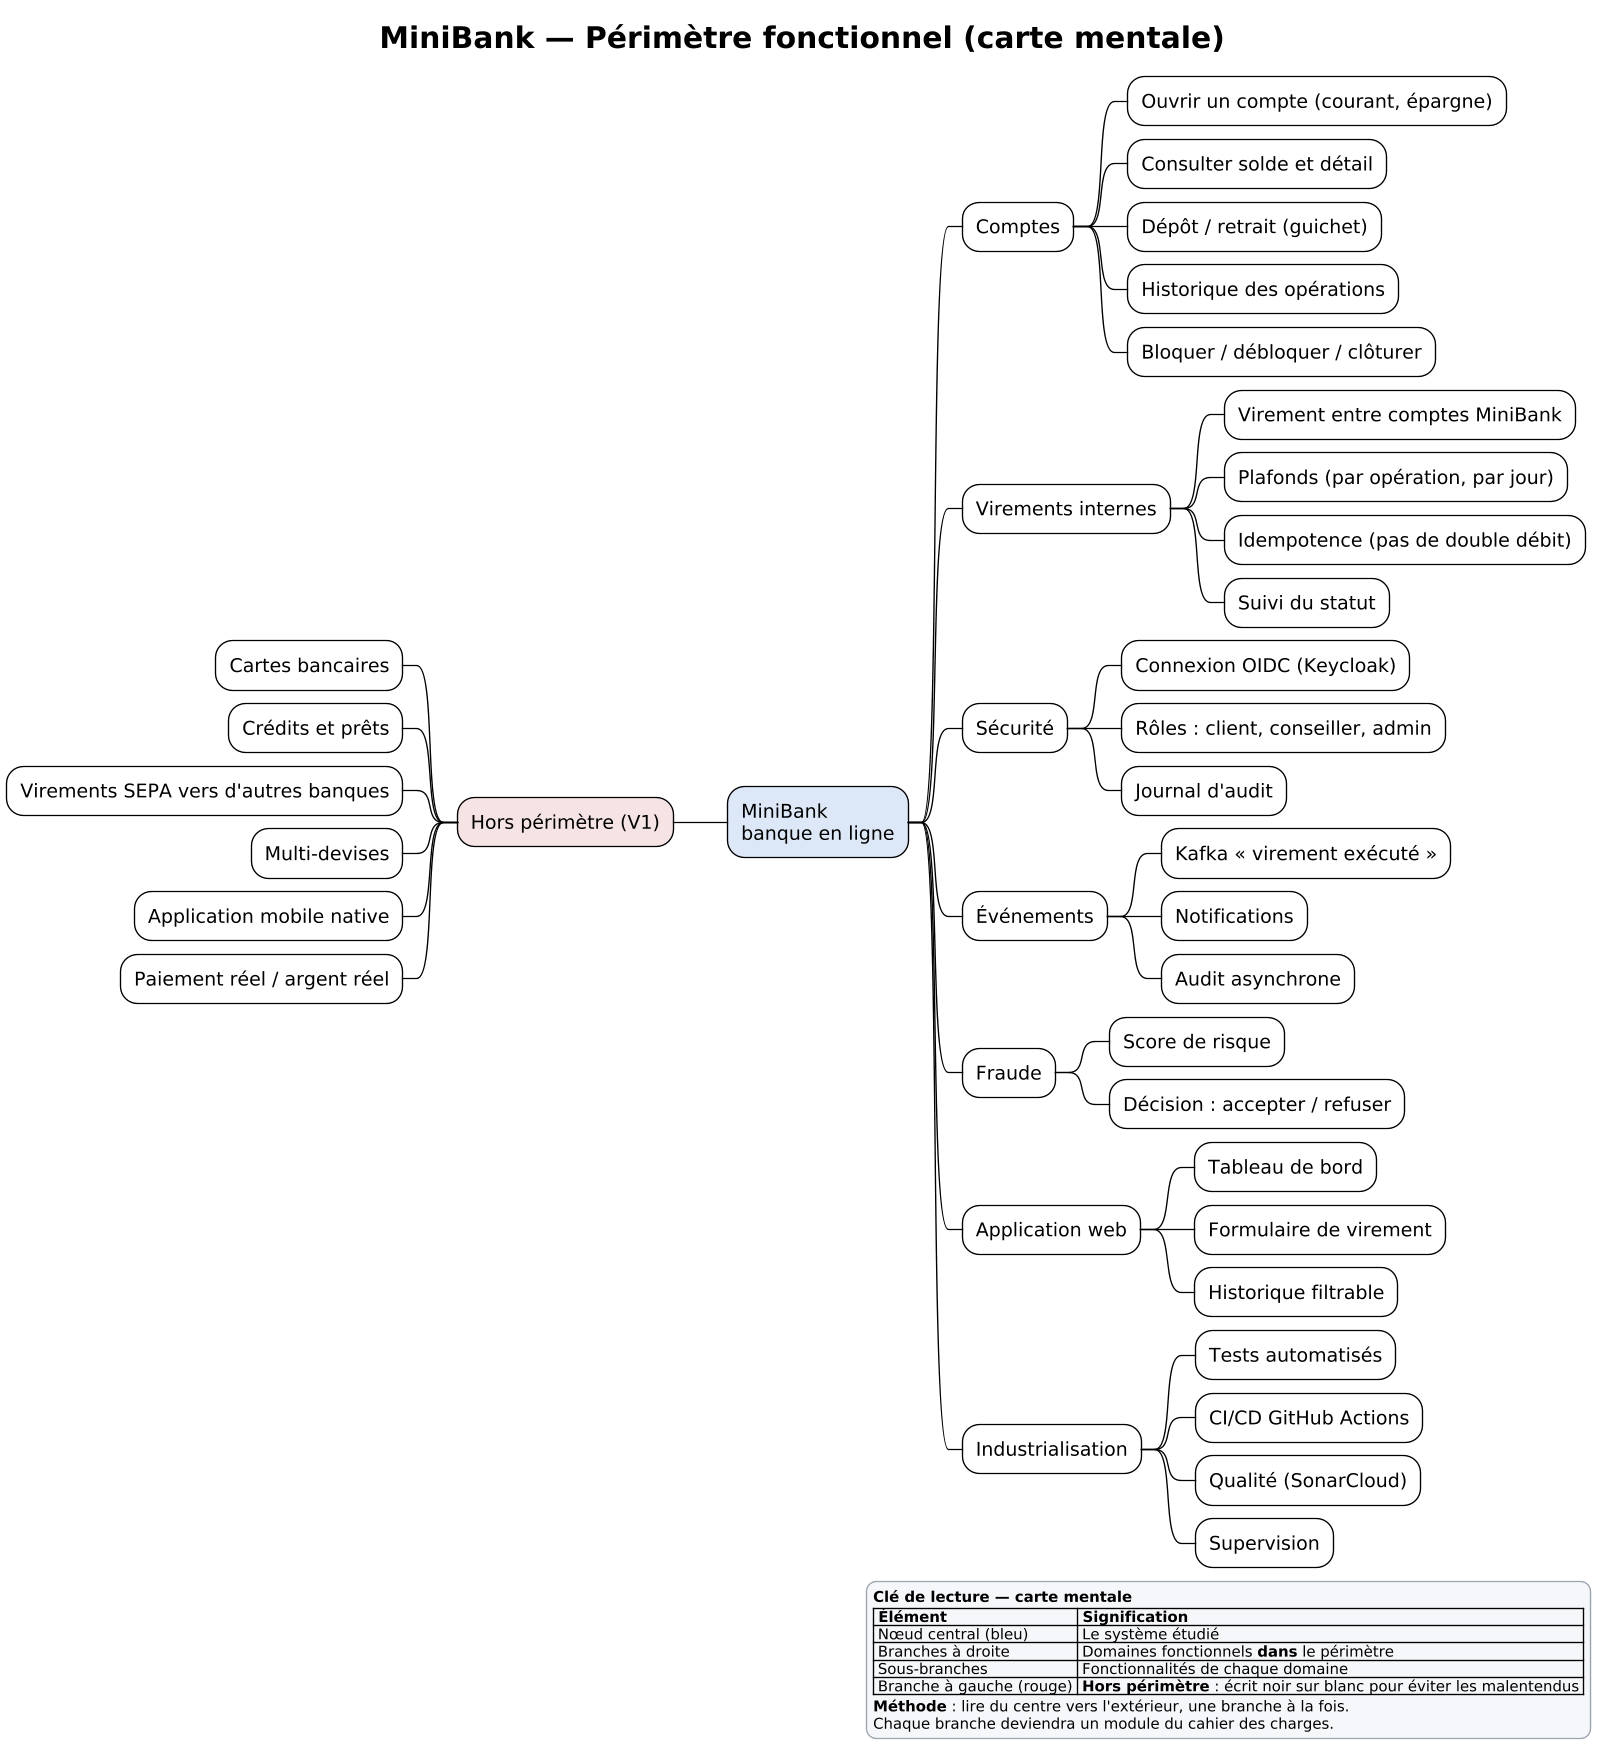 MiniBank — Périmètre fonctionnel (carte mentale)
MiniBank
banque en ligne
Comptes
Ouvrir un compte (courant, épargne)
Consulter solde et détail
Dépôt / retrait (guichet)
Historique des opérations
Bloquer / débloquer / clôturer
Virements internes
Virement entre comptes MiniBank
Plafonds (par opération, par jour)
Idempotence (pas de double débit)
Suivi du statut
Sécurité
Connexion OIDC (Keycloak)
Rôles : client, conseiller, admin
Journal d'audit
Événements
Kafka « virement exécuté »
Notifications
Audit asynchrone
Fraude
Score de risque
Décision : accepter / refuser
Application web
Tableau de bord
Formulaire de virement
Historique filtrable
Industrialisation
Tests automatisés
CI/CD GitHub Actions
Qualité (SonarCloud)
Supervision
Hors périmètre (V1)
Cartes bancaires
Crédits et prêts
Virements SEPA vers d'autres banques
Multi-devises
Application mobile native
Paiement réel / argent réel
Clé de lecture — carte mentale
Élément Signification
Nœud central (bleu) Le système étudié
Branches à droite Domaines fonctionnels dans le périmètre
Sous-branches Fonctionnalités de chaque domaine
Branche à gauche (rouge) Hors périmètre : écrit noir sur blanc pour éviter les malentendus
Méthode : lire du centre vers l'extérieur, une branche à la fois.
Chaque branche deviendra un module du cahier des charges.